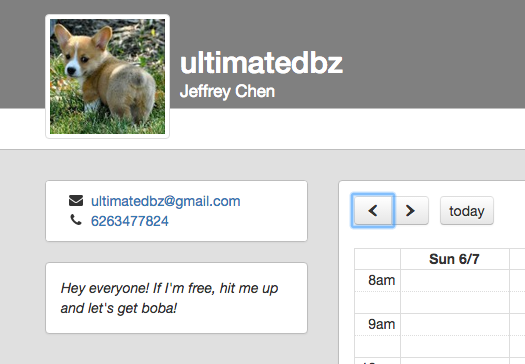 ultimatedbz
Jeffrey Chen
ultimatedbz@gmail.com
6263477824
Hey everyone! If I'm free, hit me up
and let's get boba!
today
Sun 6/7
8am
9am